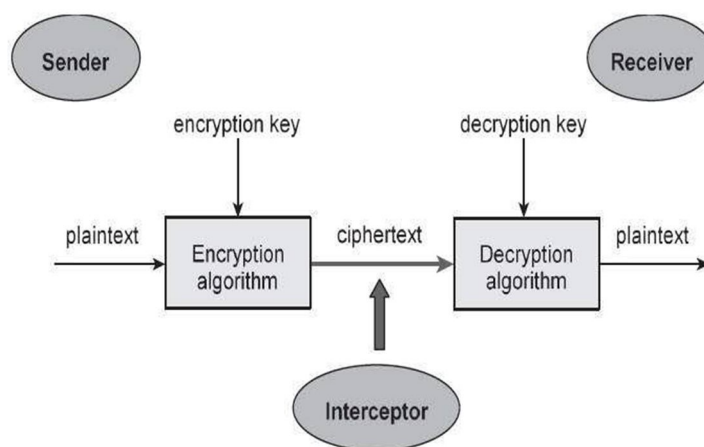 Sender
Receiver
encryption key
decryption key
plaintext
Encryption
algorithm
ciphertext
Decryption
algorithm
plaintext
Interceptor